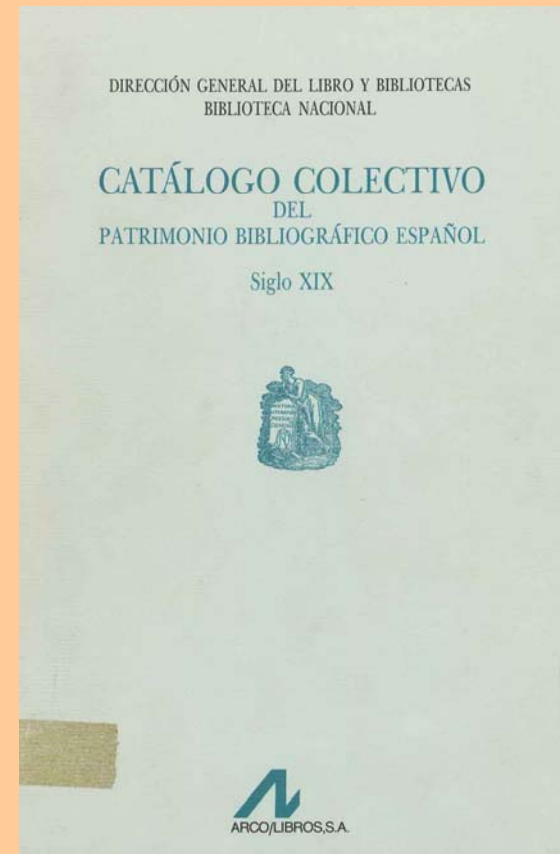 DIRECCIÓN GENERAL DEL LIBRO Y BIBLIOTECAS
BIBLIOTECA NACIONAL
CATÁLOGO COLECTIVO
DEL
PATRIMONIO BIBLIOGRÁFICO ESPAÑOL
Siglo XIX
ARCO/LIBROS,S.A.